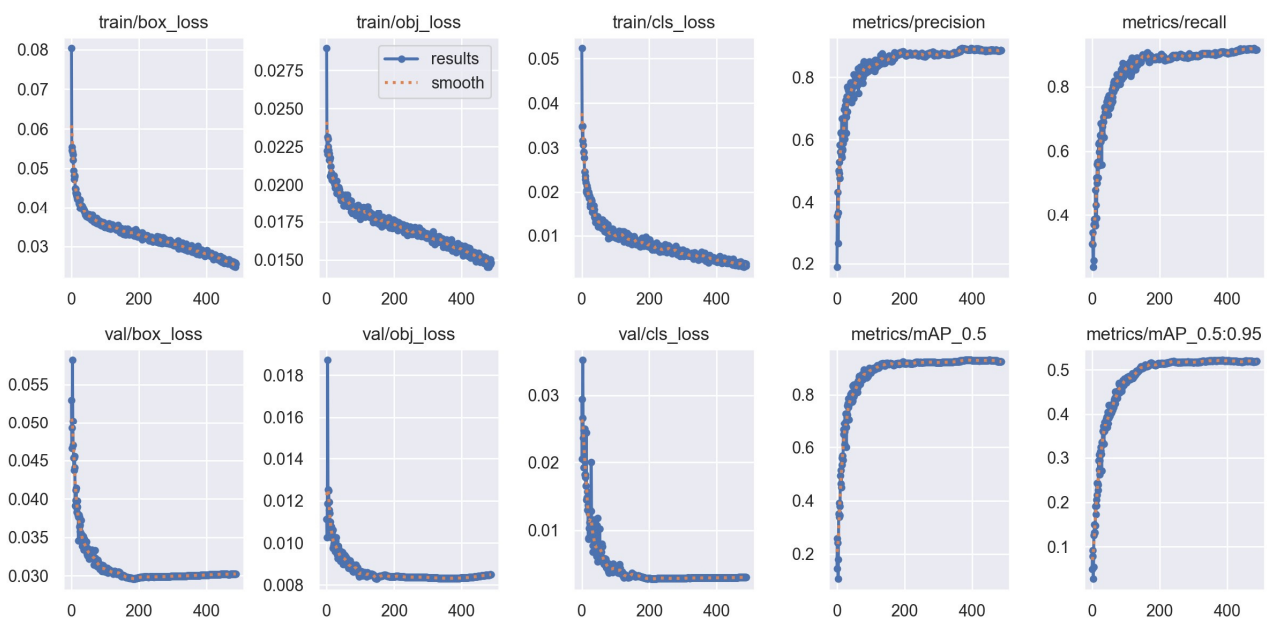 train/box_loss
train/obj_loss
train/cls_loss
metrics/precision
metrics/recall
0.08
0.07
0.06
0.05
0.04
0.03
0 200 400
results
smooth
0.0275
0.0250
0.0225
0.0200
0.0175
0.0150
0 200 400
0.05
0.04
0.03
0.02
0.01
0 200 400
0.8
0.6
0.4
0.2
0 200 400
0.8
0.6
0.4
0 200 400
val/box_loss
val/obj_loss
val/cls_loss
metrics/mAP_0.5
metrics/mAP_0.5:0.95
0.055
0.050
0.045
0.040
0.035
0.030
0 200 400
0.018
0.016
0.014
0.012
0.010
0.008
0 200 400
0.03
0.02
0.01
0 200 400
0.8
0.6
0.4
0.2
0 200 400
0.5
0.4
0.3
0.2
0.1
0 200 400